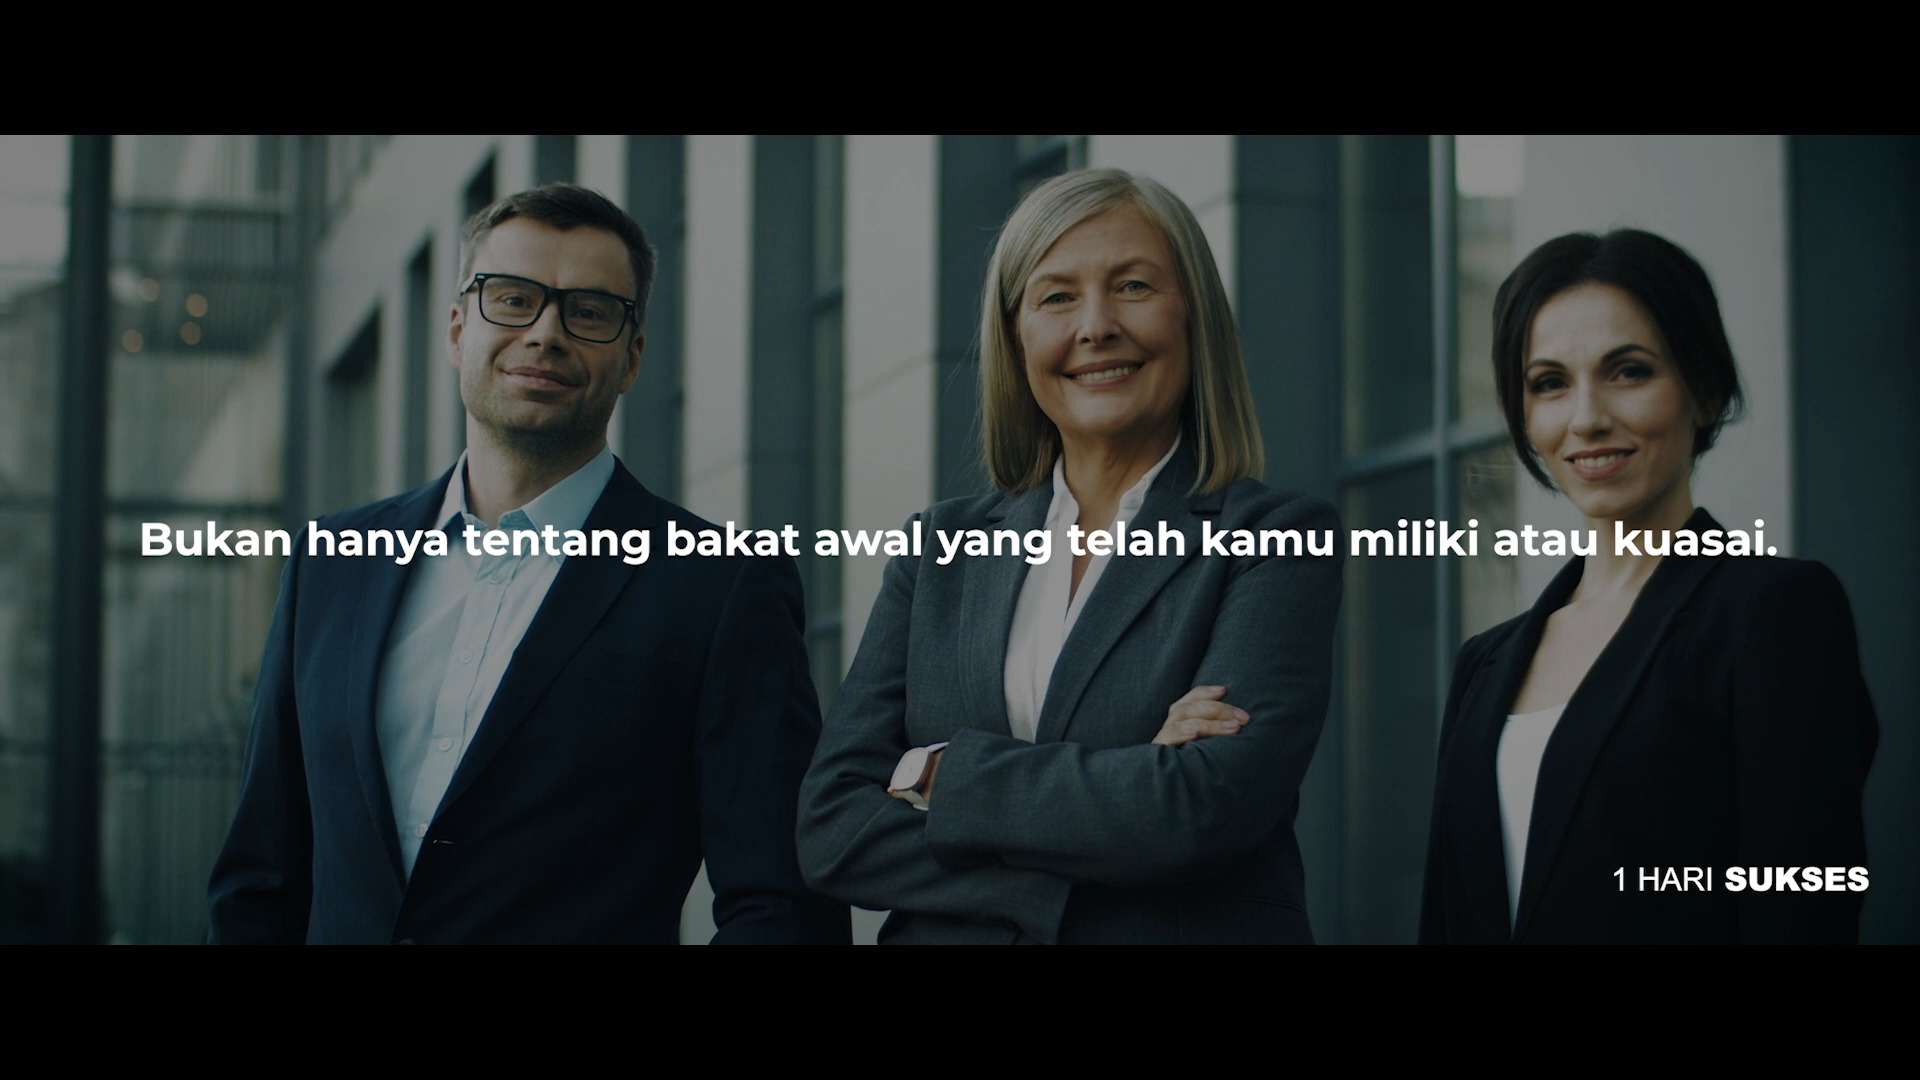 Bukan hanya tentang bakat awal yang telah kamu miliki atau kuasai.
1 HARI SUKSES